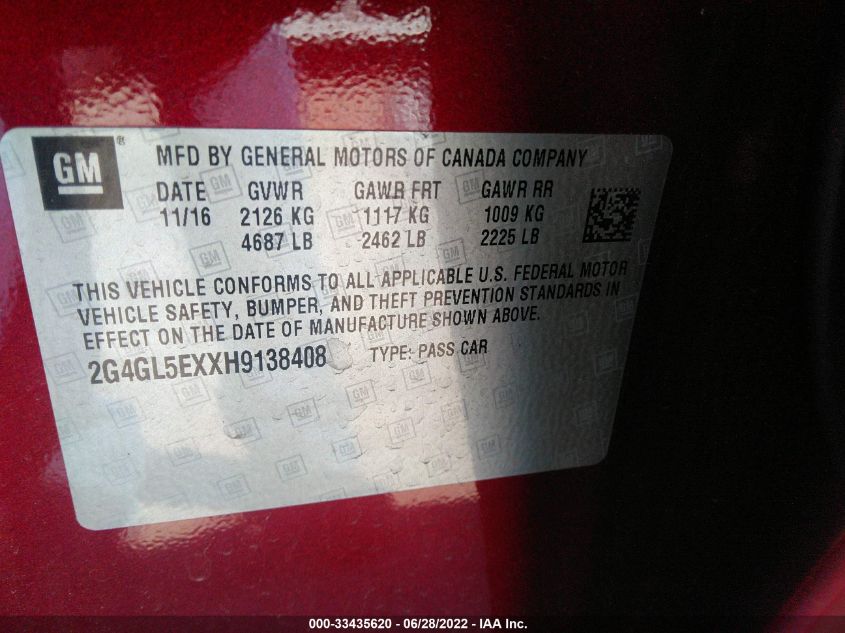 GM ®
MFD BY GENERAL MOTORS OF CANADA COMPANY
DATE GVWR GAWR FRT GAWR RR
11/16 2126 KG 1117 KG 1009 KG
4687 LB 2462 LB 2225 LB
THIS VEHICLE CONFORMS TO ALL APPLICABLE U.S. FEDERAL MOTOR
VEHICLE SAFETY, BUMPER, AND THEFT PREVENTION STANDARDS IN
EFFECT ON THE DATE OF MANUFACTURE SHOWN ABOVE.
2G4GL5EXXH9138408 TYPE: PASS CAR
000-33435620 - 06/28/2022 - IAA Inc.